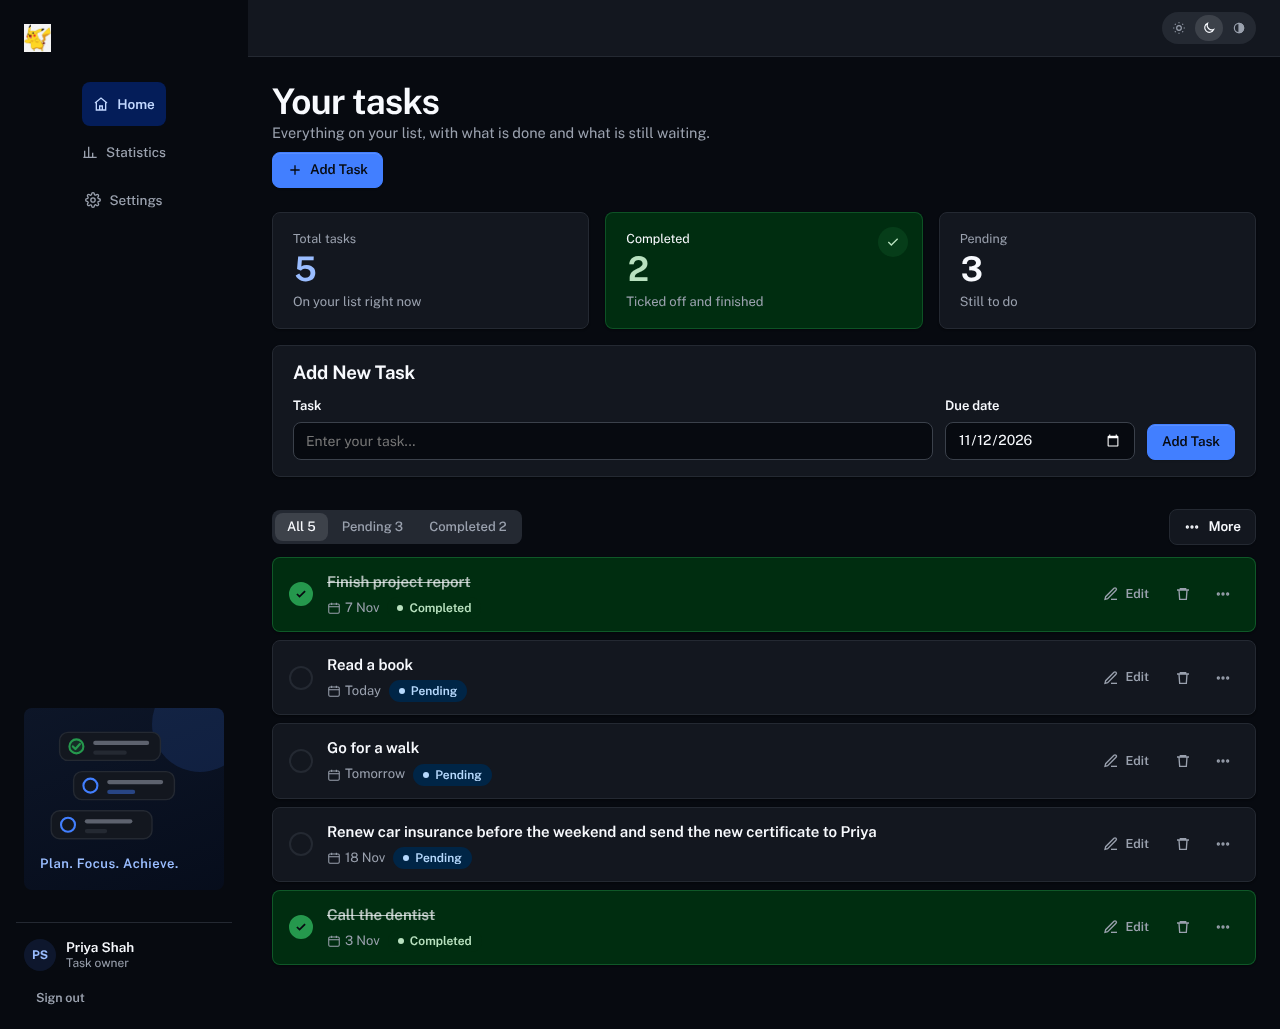 Home
Statistics
Settings
Plan. Focus. Achieve.
PS
Priya Shah
Task owner
Sign out
Your tasks
Everything on your list, with what is done and what is still waiting.
Add Task
Total tasks
5
On your list right now
Completed
2
Ticked off and finished
Pending
3
Still to do
Add New Task
Task
Due date
Enter your task...
11/12/2026
Add Task
All 5
Pending 3
Completed 2
More
Finish project report
7 Nov
Completed
Edit
Read a book
Today
Pending
Edit
Go for a walk
Tomorrow
Pending
Edit
Renew car insurance before the weekend and send the new certificate to Priya
18 Nov
Pending
Edit
Call the dentist
3 Nov
Completed
Edit